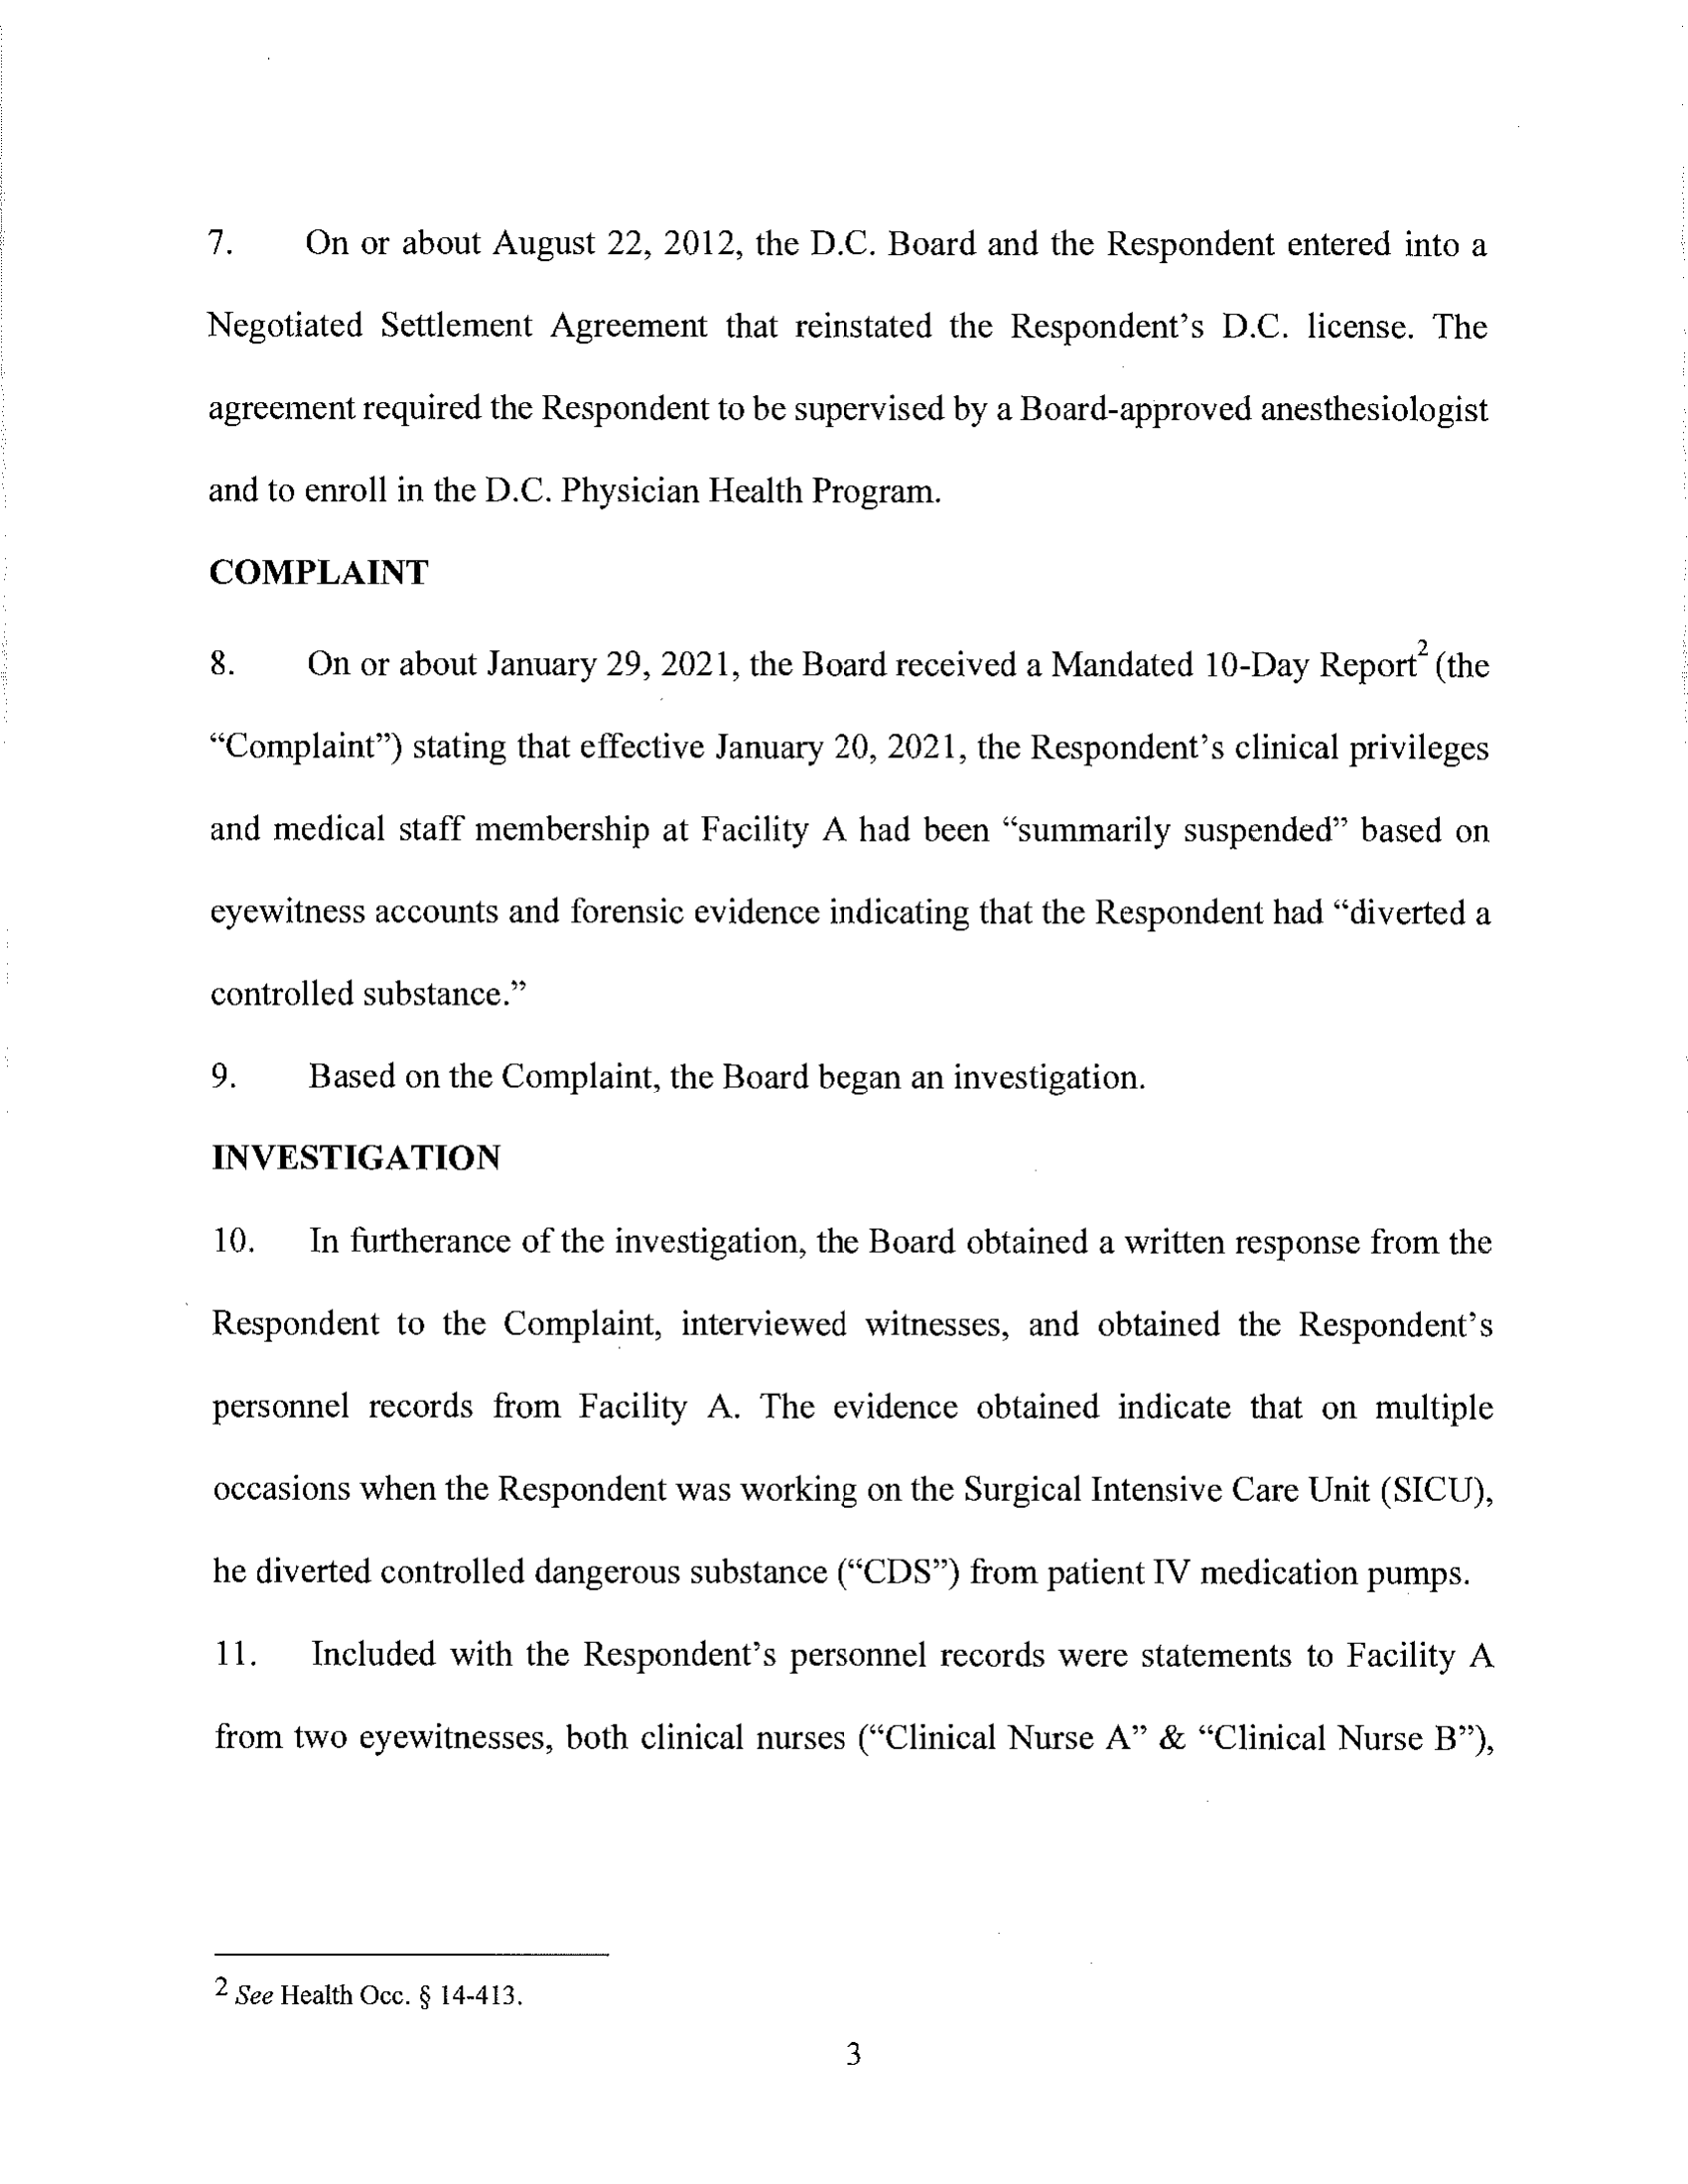 7. On or about August 22, 2012, the D.C. Board and the Respondent entered into a
Negotiated Settlement Agreement that reinstated the Respondent’s D.C. license. The
agreement required the Respondent to be supervised by a Board-approved anesthesiologist
and to enroll in the D.C. Physician Health Program.
COMPLAINT
8. On or about January 29, 2021, the Board received a Mandated 10-Day Report2 (the
“Complaint”) stating that effective January 20, 2021, the Respondent’s clinical privileges
and medical staff membership at Facility A had been “summarily suspended” based on
eyewitness accounts and forensic evidence indicating that the Respondent had “diverted a
controlled substance.”
9. Based on the Complaint, the Board began an investigation.
INVESTIGATION
10. In furtherance of the investigation, the Board obtained a written response from the
Respondent to the Complaint, interviewed witnesses, and obtained the Respondent’s
personnel records from Facility A. The evidence obtained indicate that on multiple
occasions when the Respondent was working on the Surgical Intensive Care Unit (SICU),
he diverted controlled dangerous substance (“CDS”) from patient IV medication pumps.
11. Included with the Respondent’s personnel records were statements to Facility A
from two eyewitnesses, both clinical nurses (“Clinical Nurse A” & “Clinical Nurse B”),
2 See Health Occ. § 14-413.
3